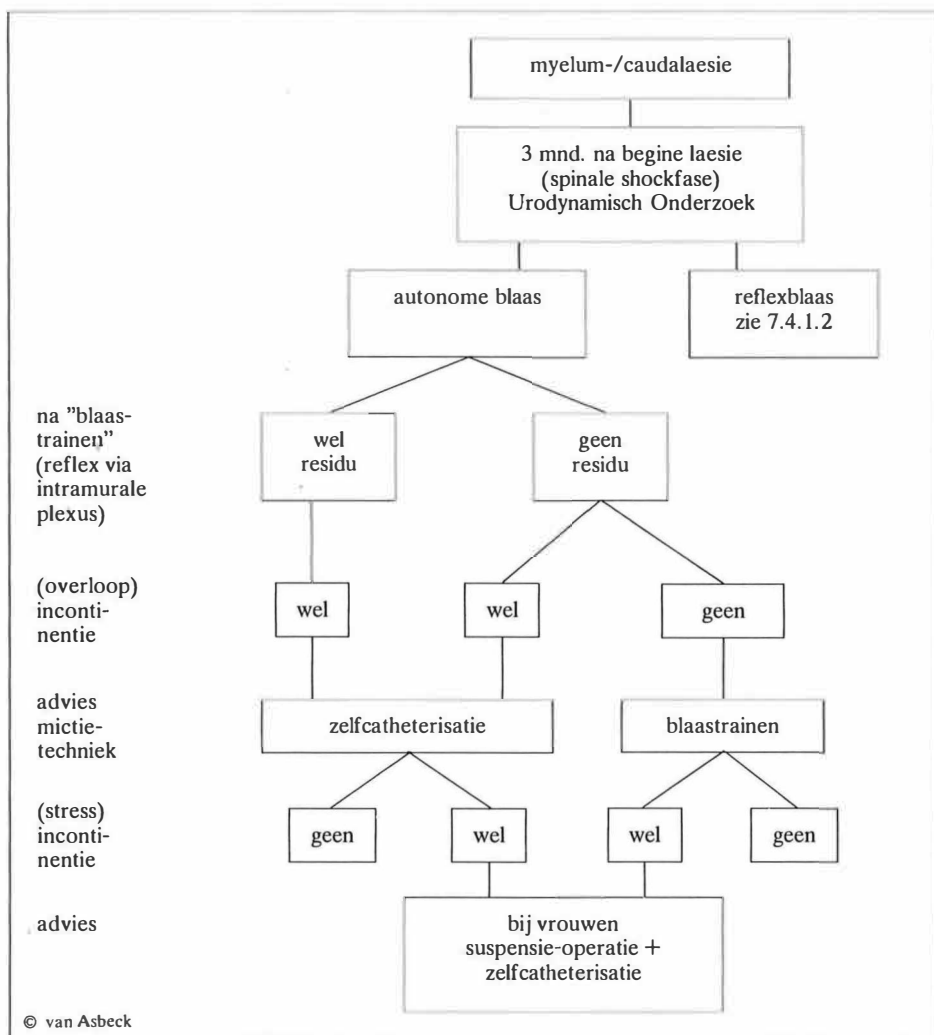 myelum-/caudalaesie
3 mnd. na begine laesie
(spinale shockfase)
Urodynamisch Onderzoek
autonome blaas
reflexblaas
zie 7.4.1.2
na "blaas-
trainen"
(reflex via
intramurale
plexus)
wel
residu
geen
residu
(overloop)
inconti-
nentie
wel
wel
geen
advies
mictie-
techniek
zelfcatheterisatie
blaastrainen
(stress)
inconti-
nentie
geen
wel
wel
geen
advies
bij vrouwen
suspensie-operatie +
zelfcatheterisatie
© van Asbeck